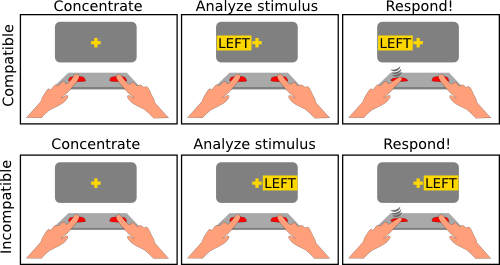 Concentrate Analyze stimulus Respond!
Compatible
LEFT LEFT
Concentrate Analyze stimulus Respond!
Incompatible
LEFT LEFT